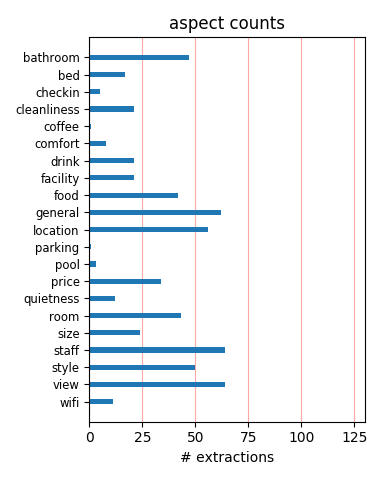 aspect counts
bathroom
bed
checkin
cleanliness
coffee
comfort
drink
facility
food
general
location
parking
pool
price
quietness
room
size
staff
style
view
wifi
0 25 50 75 100 125
# extractions